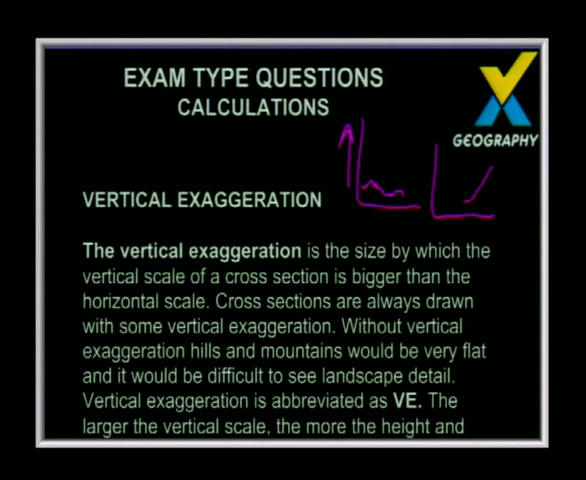 EXAM TYPE QUESTIONS
CALCULATIONS
GEOGRAPHY
VERTICAL EXAGGERATION
The vertical exaggeration is the size by which the
vertical scale of a cross section is bigger than the
horizontal scale. Cross sections are always drawn
with some vertical exaggeration. Without vertical
exaggeration hills and mountains would be very flat
and it would be difficult to see landscape detail.
Vertical exaggeration is abbreviated as VE. The
larger the vertical scale, the more the height and